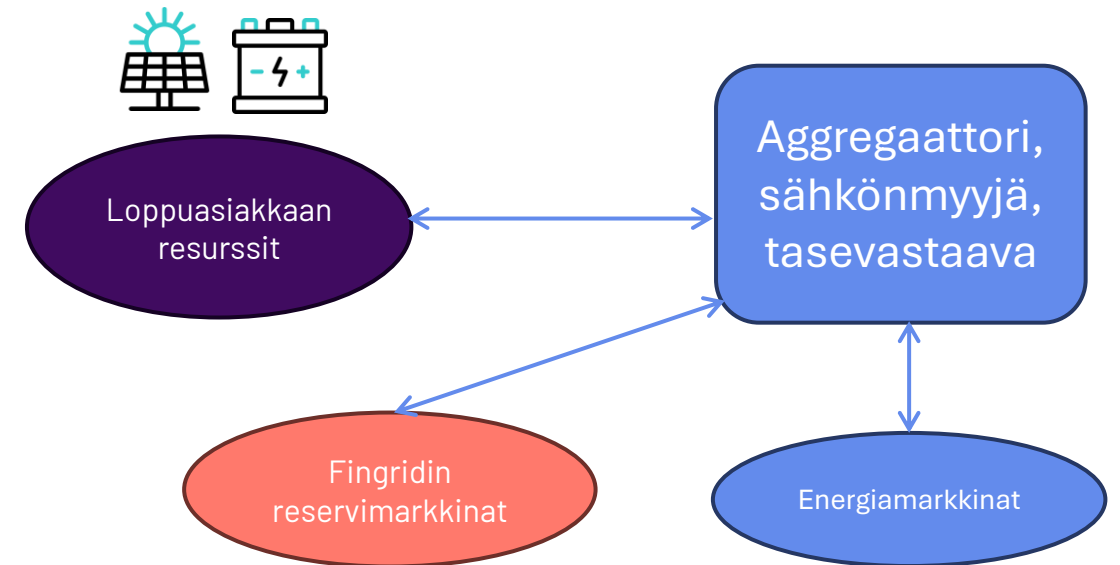 Aggregaattori,
sähkönmyyjä,
tasevastaava
Loppuasiakkaan
resurssit
Fingridin
reservimarkkinat
Energiamarkkinat